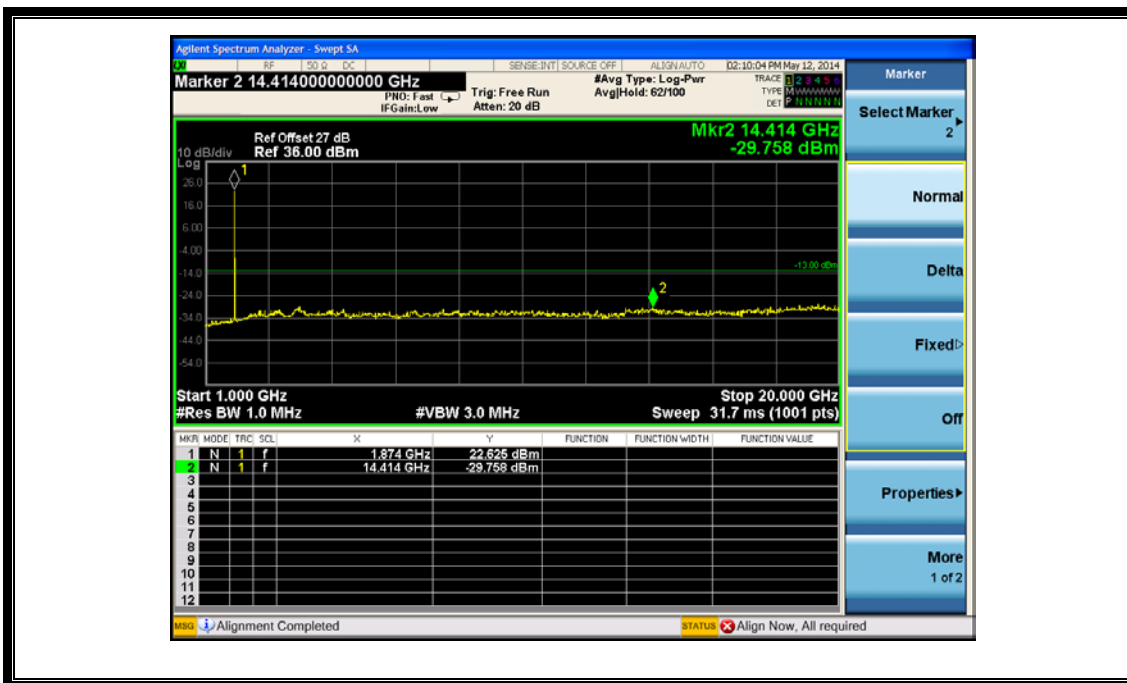 Agilent Spectrum Analyzer - Swept SA
LXI RF 50 Ω DC SENSE:INT SOURCE OFF ALIGN AUTO 02:10:04 PM May 12, 2014
Marker 2 14.414000000000 GHz
PNO: Fast
IFGain:Low
Trig: Free Run
Atten: 20 dB
#Avg Type: Log-Pwr
Avg|Hold: 62/100
TRACE 1 2 3 4 5 6
TYPE M
DET P N N N N N
Ref Offset 27 dB
10 dB/div Ref 36.00 dBm
Log
Mkr2 14.414 GHz
-29.758 dBm
1
26.0
16.0
6.00
-4.00
-13.00 dBm
-14.0
2
-24.0
-34.0
-44.0
-54.0
Start 1.000 GHz Stop 20.000 GHz
#Res BW 1.0 MHz #VBW 3.0 MHz Sweep 31.7 ms (1001 pts)
MKR MODE TRC SCL X Y FUNCTION FUNCTION WIDTH FUNCTION VALUE
1 N 1 f 1.874 GHz 22.625 dBm
2 N 1 f 14.414 GHz -29.758 dBm
3
4
5
6
7
8
9
10
11
12
MSG Alignment Completed STATUS Align Now, All required
Marker
Select Marker
2
Normal
Delta
Fixed
Off
Properties
More
1 of 2